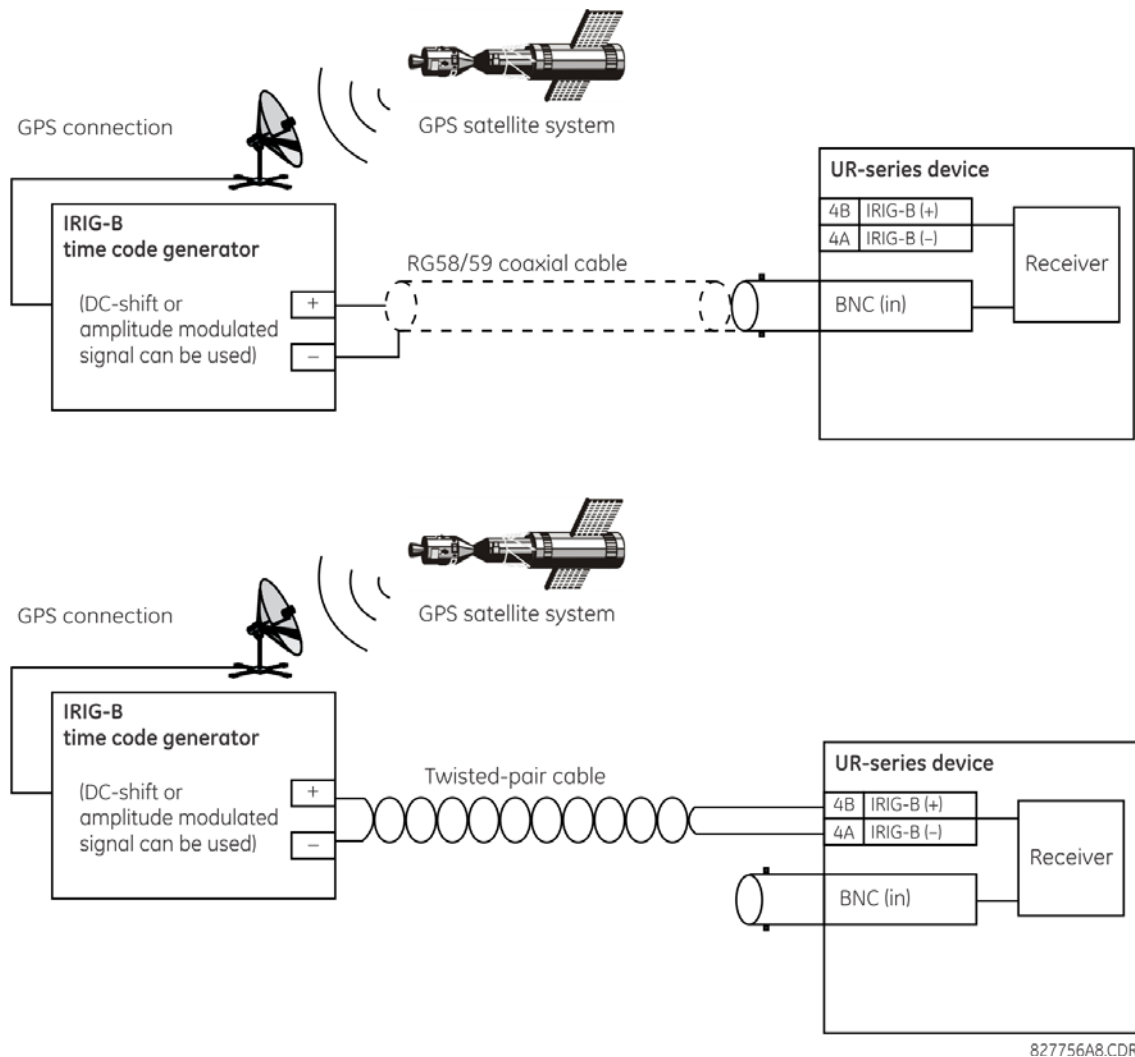 GPS connection
GPS satellite system
IRIG-B
time code generator
(DC-shift or
amplitude modulated
signal can be used)
+
–
RG58/59 coaxial cable
UR-series device
4B IRIG-B (+)
4A IRIG-B (–)
BNC (in)
Receiver
GPS connection
GPS satellite system
IRIG-B
time code generator
(DC-shift or
amplitude modulated
signal can be used)
+
–
Twisted-pair cable
UR-series device
4B IRIG-B (+)
4A IRIG-B (–)
BNC (in)
Receiver
827756A8.CDR